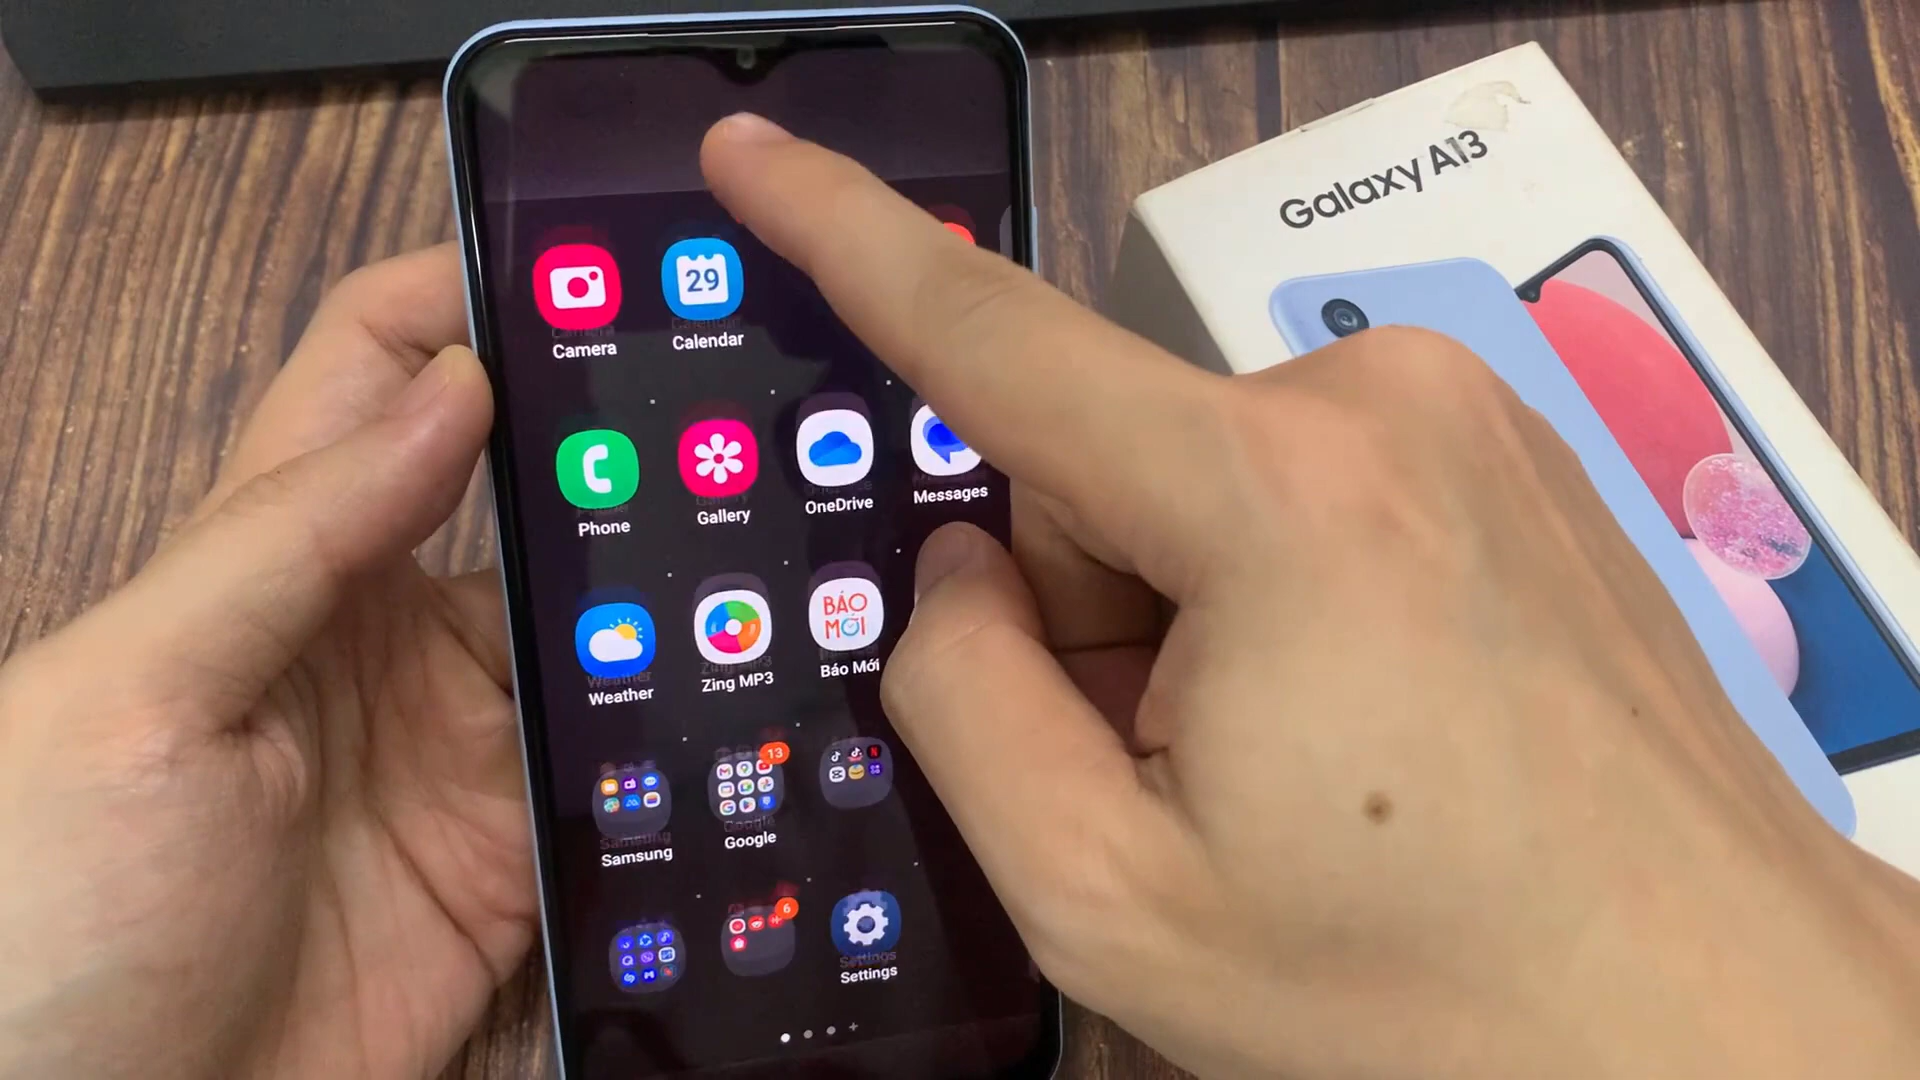 Galaxy A13
29
Camera
Calendar
Phone
Gallery
OneDrive
Messages
BÁO
MỚI
Weather
Zing MP3
Báo Mới
13
Samsung
Google
6
Settings